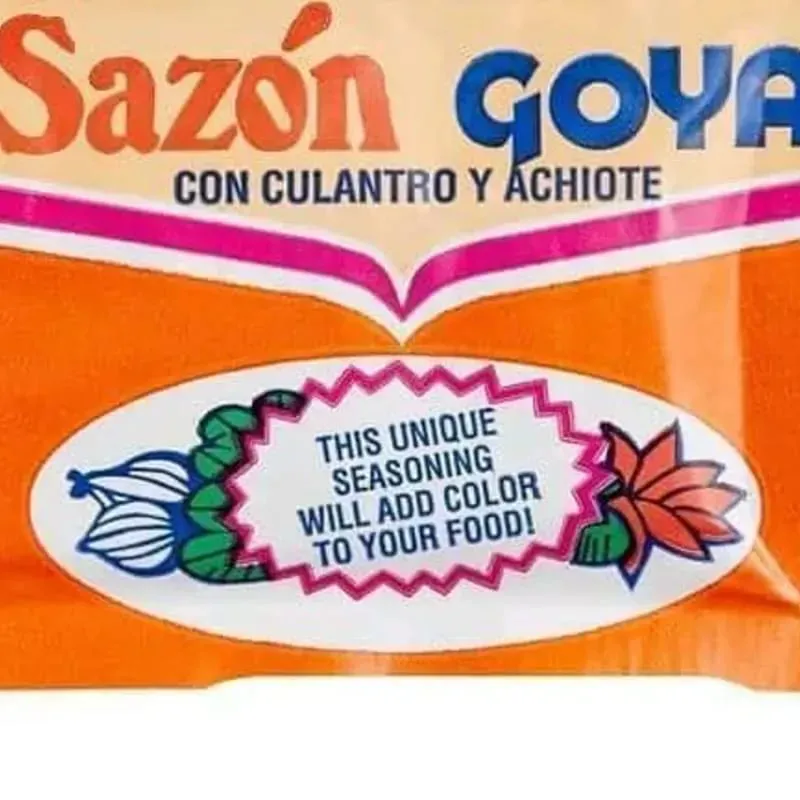 Sazón GOYA
CON CULANTRO Y ACHIOTE
THIS UNIQUE
SEASONING
WILL ADD COLOR
TO YOUR FOOD!